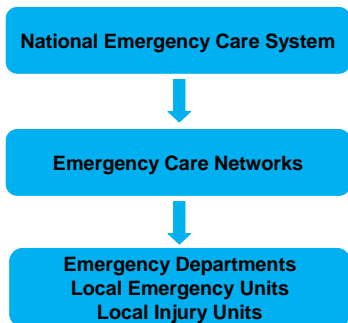 National Emergency Care System
Emergency Care Networks
Emergency Departments
Local Emergency Units
Local Injury Units